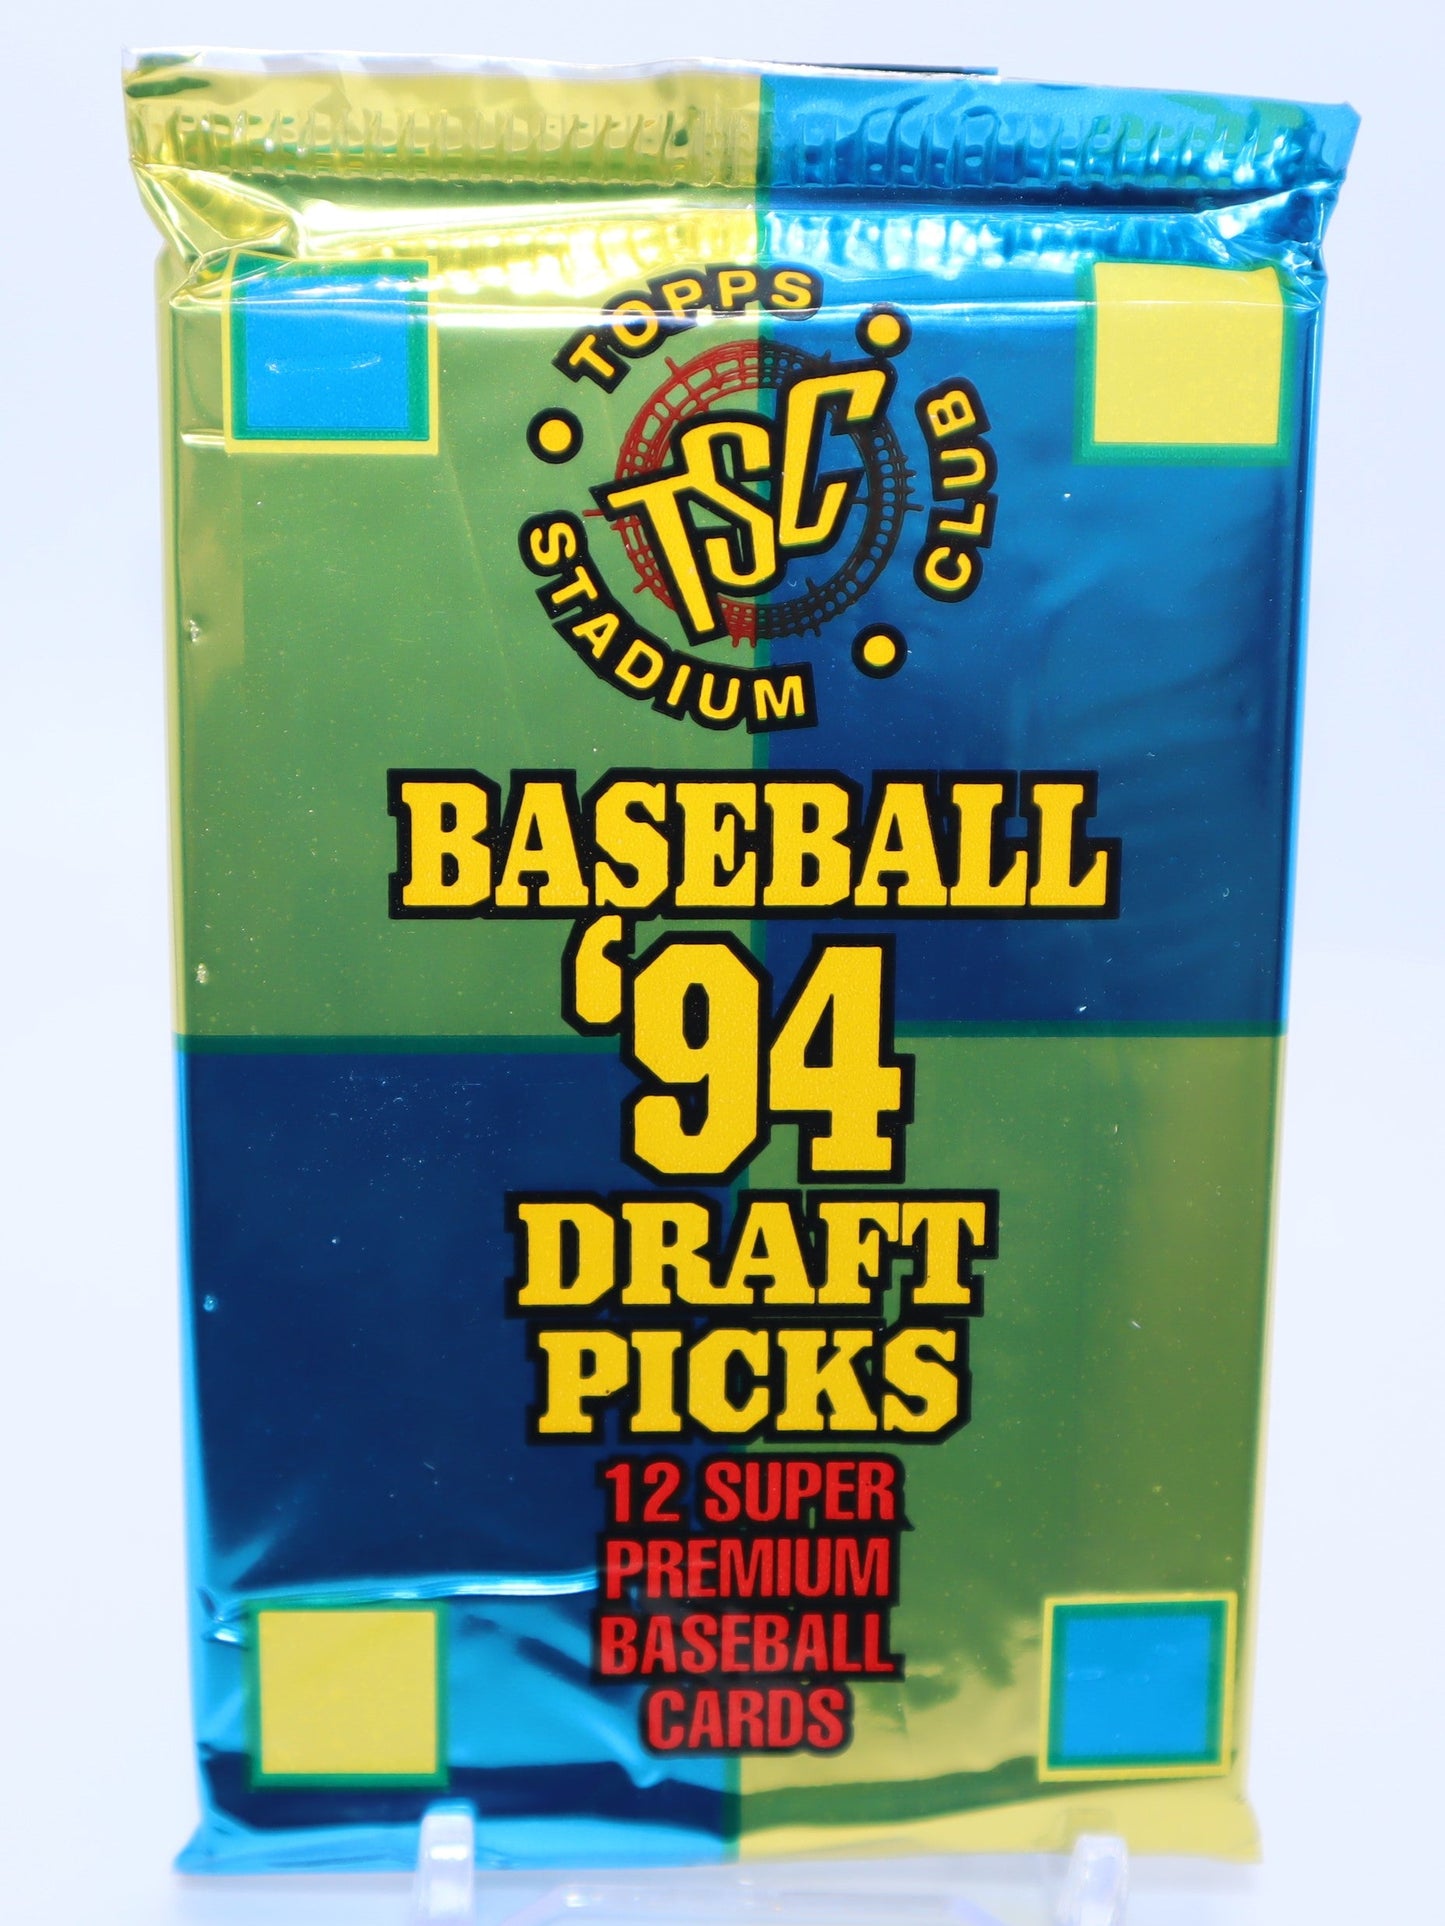 TOPPS
STADIUM
CLUB
TSC
BASEBALL
'94
DRAFT
PICKS
12 SUPER
PREMIUM
BASEBALL
CARDS